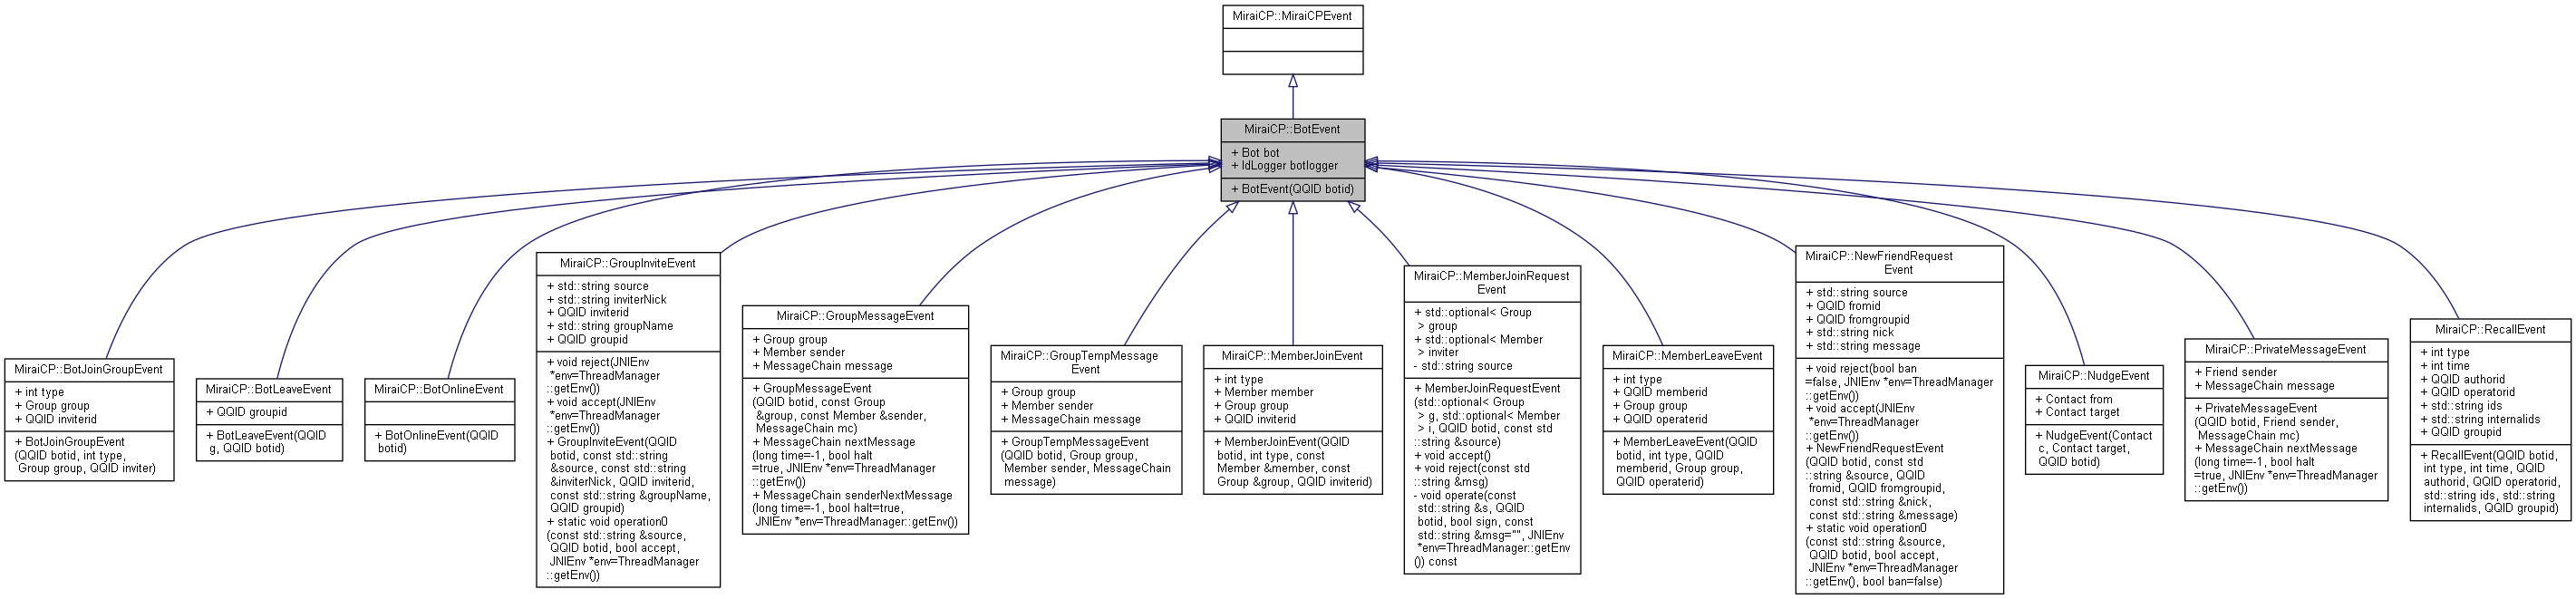 MiraiCP::MiraiCPEvent
MiraiCP::BotEvent
+ Bot bot
+ IdLogger botlogger
+ BotEvent(QQID botid)
MiraiCP::BotJoinGroupEvent
+ int type
+ Group group
+ QQID inviterid
+ BotJoinGroupEvent
(QQID botid, int type,
Group group, QQID inviter)
MiraiCP::BotLeaveEvent
+ QQID groupid
+ BotLeaveEvent(QQID
g, QQID botid)
MiraiCP::BotOnlineEvent
+ BotOnlineEvent(QQID
botid)
MiraiCP::GroupInviteEvent
+ std::string source
+ std::string inviterNick
+ QQID inviterid
+ std::string groupName
+ QQID groupid
+ void reject(JNIEnv
*env=ThreadManager
::getEnv())
+ void accept(JNIEnv
*env=ThreadManager
::getEnv())
+ GroupInviteEvent(QQID
botid, const std::string
&source, const std::string
&inviterNick, QQID inviterid,
const std::string &groupName,
QQID groupid)
+ static void operation0
(const std::string &source,
QQID botid, bool accept,
JNIEnv *env=ThreadManager
::getEnv())
MiraiCP::GroupMessageEvent
+ Group group
+ Member sender
+ MessageChain message
+ GroupMessageEvent
(QQID botid, const Group
&group, const Member &sender,
MessageChain mc)
+ MessageChain nextMessage
(long time=-1, bool halt
=true, JNIEnv *env=ThreadManager
::getEnv())
+ MessageChain senderNextMessage
(long time=-1, bool halt=true,
JNIEnv *env=ThreadManager::getEnv())
MiraiCP::GroupTempMessage
Event
+ Group group
+ Member sender
+ MessageChain message
+ GroupTempMessageEvent
(QQID botid, Group group,
Member sender, MessageChain
message)
MiraiCP::MemberJoinEvent
+ int type
+ Member member
+ Group group
+ QQID inviterid
+ MemberJoinEvent(QQID
botid, int type, const
Member &member, const
Group &group, QQID inviterid)
MiraiCP::MemberJoinRequest
Event
+ std::optional< Group
> group
+ std::optional< Member
> inviter
- std::string source
+ MemberJoinRequestEvent
(std::optional< Group
> g, std::optional< Member
> i, QQID botid, const std
::string &source)
+ void accept()
+ void reject(const std
::string &msg)
- void operate(const
std::string &s, QQID
botid, bool sign, const
std::string &msg="", JNIEnv
*env=ThreadManager::getEnv
()) const
MiraiCP::MemberLeaveEvent
+ int type
+ QQID memberid
+ Group group
+ QQID operaterid
+ MemberLeaveEvent(QQID
botid, int type, QQID
memberid, Group group,
QQID operaterid)
MiraiCP::NewFriendRequest
Event
+ std::string source
+ QQID fromid
+ QQID fromgroupid
+ std::string nick
+ std::string message
+ void reject(bool ban
=false, JNIEnv *env=ThreadManager
::getEnv())
+ void accept(JNIEnv
*env=ThreadManager
::getEnv())
+ NewFriendRequestEvent
(QQID botid, const std
::string &source, QQID
fromid, QQID fromgroupid,
const std::string &nick,
const std::string &message)
+ static void operation0
(const std::string &source,
QQID botid, bool accept,
JNIEnv *env=ThreadManager
::getEnv(), bool ban=false)
MiraiCP::NudgeEvent
+ Contact from
+ Contact target
+ NudgeEvent(Contact
c, Contact target,
QQID botid)
MiraiCP::PrivateMessageEvent
+ Friend sender
+ MessageChain message
+ PrivateMessageEvent
(QQID botid, Friend sender,
MessageChain mc)
+ MessageChain nextMessage
(long time=-1, bool halt
=true, JNIEnv *env=ThreadManager
::getEnv())
MiraiCP::RecallEvent
+ int type
+ int time
+ QQID authorid
+ QQID operatorid
+ std::string ids
+ std::string internalids
+ QQID groupid
+ RecallEvent(QQID botid,
int type, int time, QQID
authorid, QQID operatorid,
std::string ids, std::string
internalids, QQID groupid)